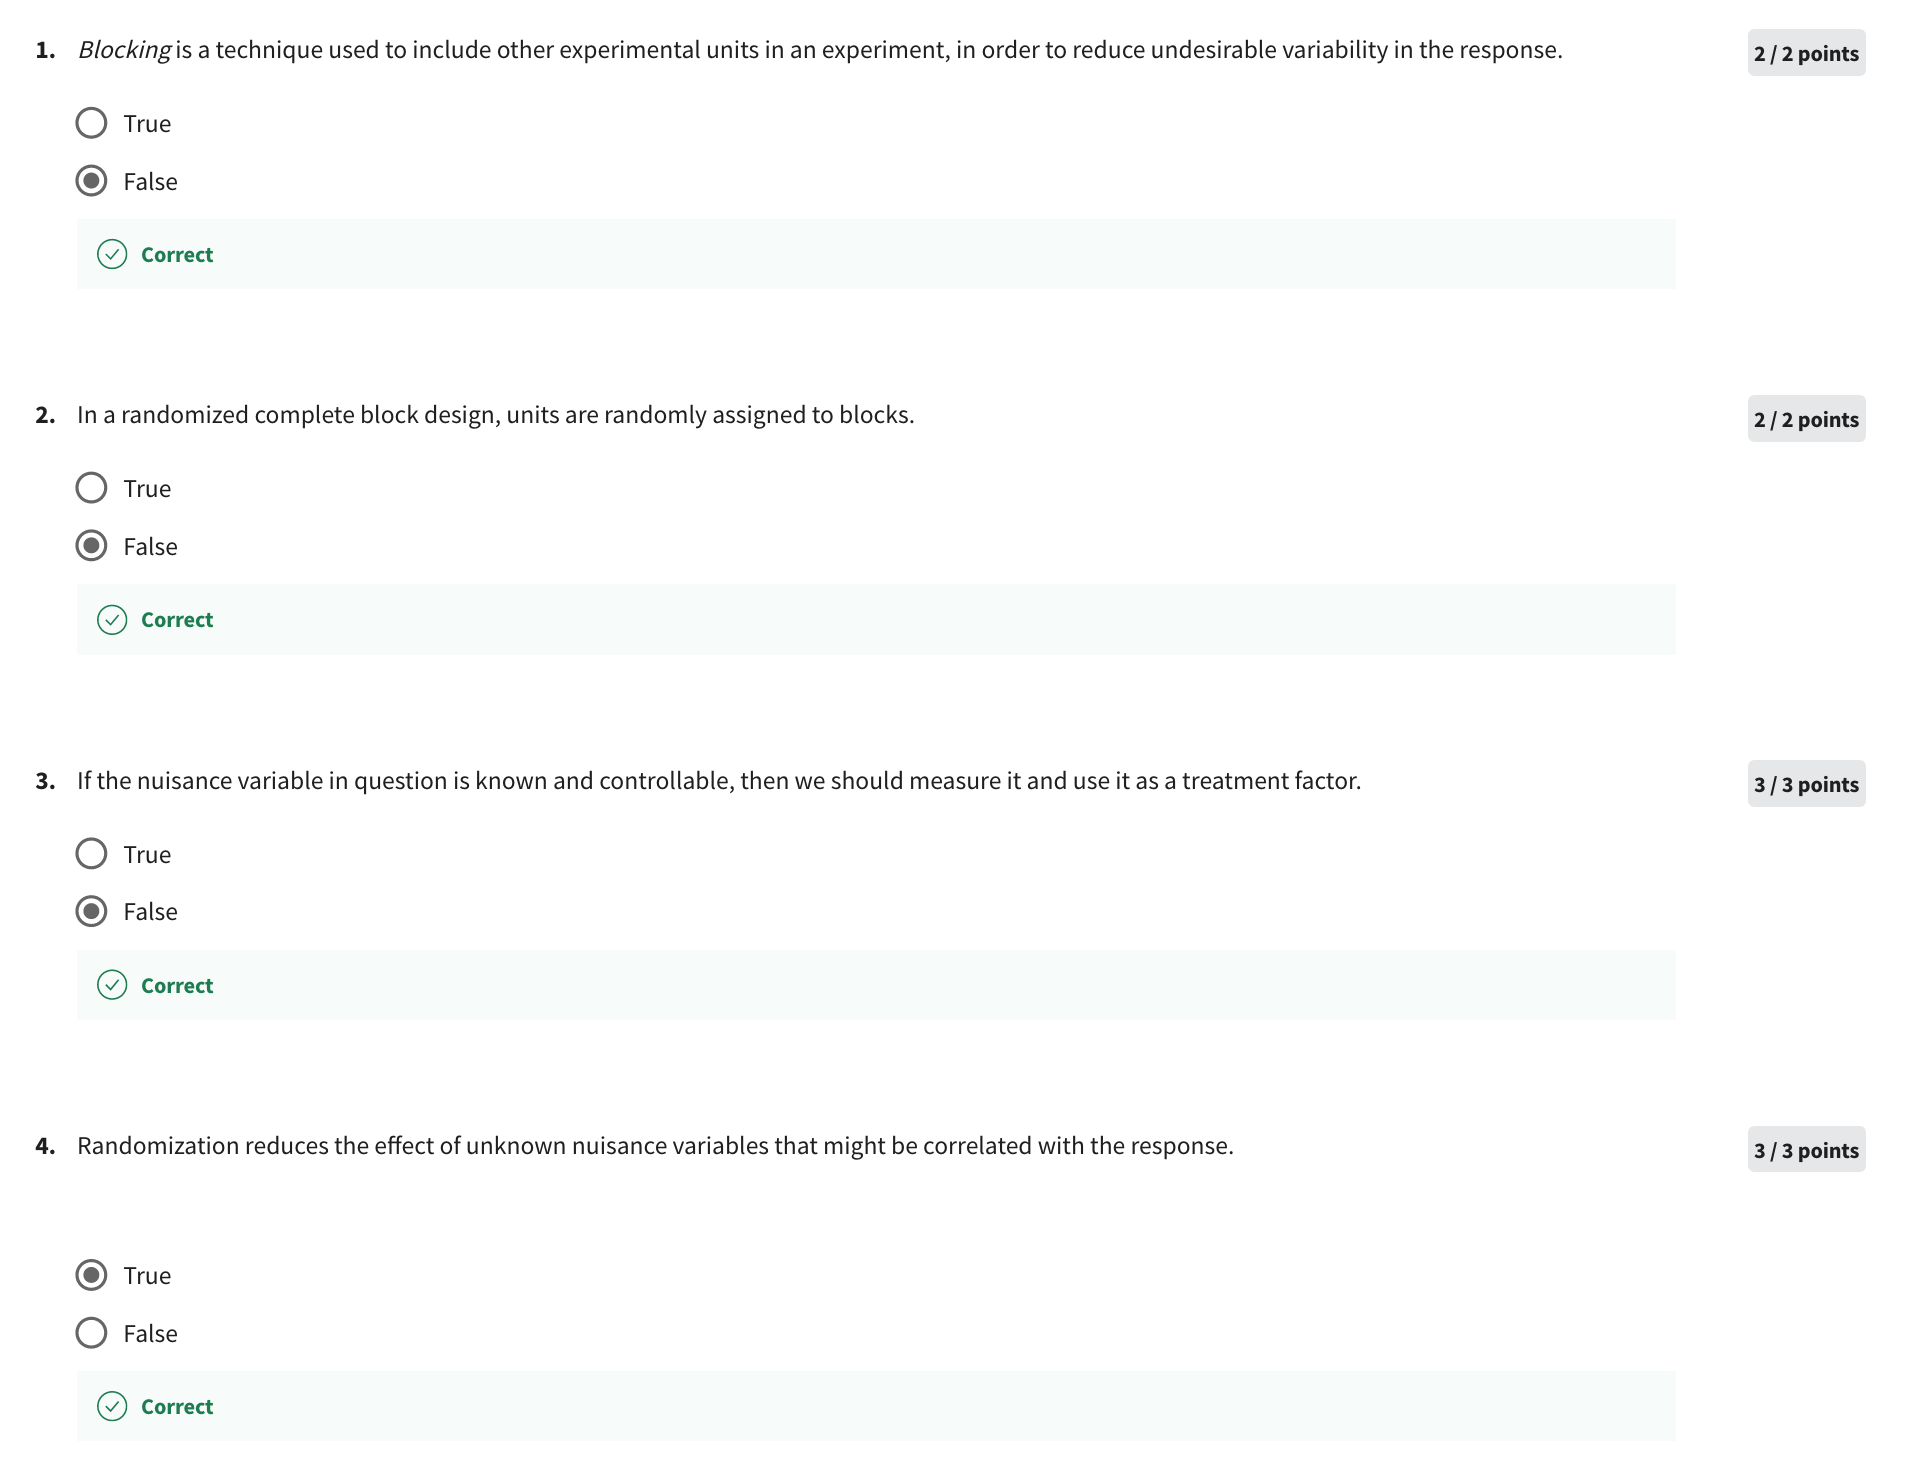 1. Blocking is a technique used to include other experimental units in an experiment, in order to reduce undesirable variability in the response.
2 / 2 points
True
False
Correct
2. In a randomized complete block design, units are randomly assigned to blocks.
2 / 2 points
True
False
Correct
3. If the nuisance variable in question is known and controllable, then we should measure it and use it as a treatment factor.
3 / 3 points
True
False
Correct
4. Randomization reduces the effect of unknown nuisance variables that might be correlated with the response.
3 / 3 points
True
False
Correct